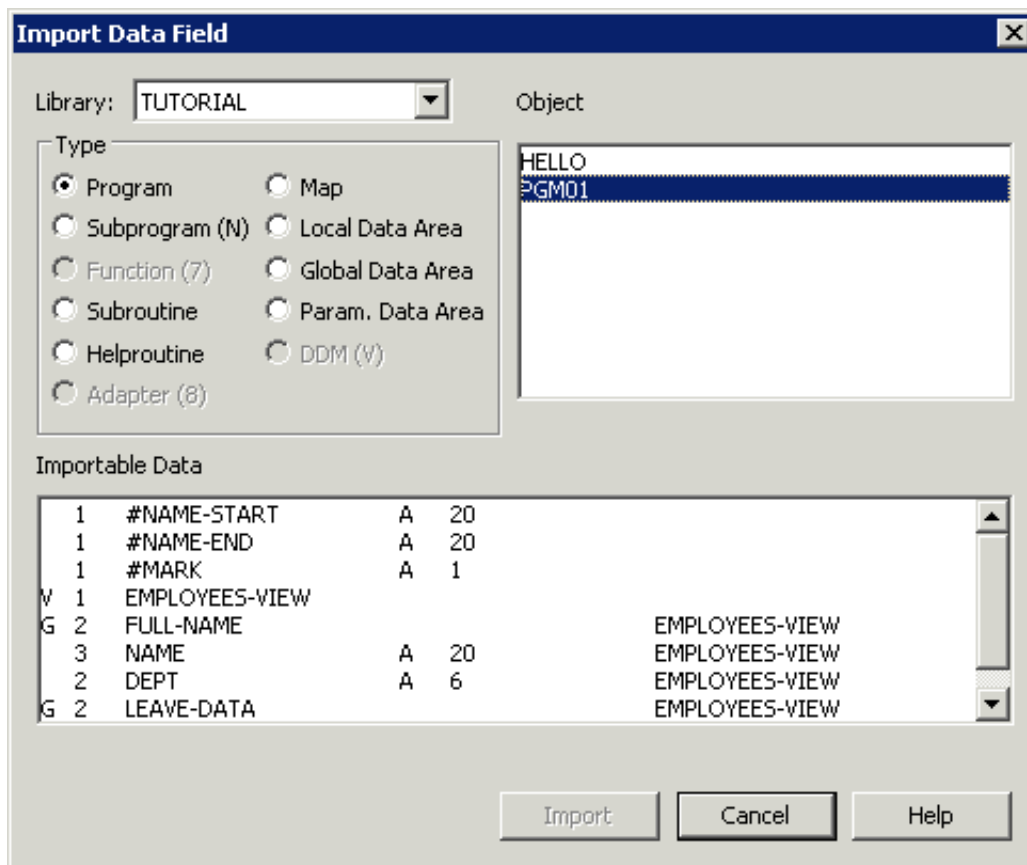 Import Data Field
Library: TUTORIAL
Object
Type
Program
Map
Subprogram (N)
Local Data Area
Function (7)
Global Data Area
Subroutine
Param. Data Area
Helproutine
DDM (V)
Adapter (8)
HELLO
PGM01
Importable Data
1 #NAME-START A 20
1 #NAME-END A 20
1 #MARK A 1
V 1 EMPLOYEES-VIEW
G 2 FULL-NAME EMPLOYEES-VIEW
3 NAME A 20 EMPLOYEES-VIEW
2 DEPT A 6 EMPLOYEES-VIEW
G 2 LEAVE-DATA EMPLOYEES-VIEW
Import Cancel Help